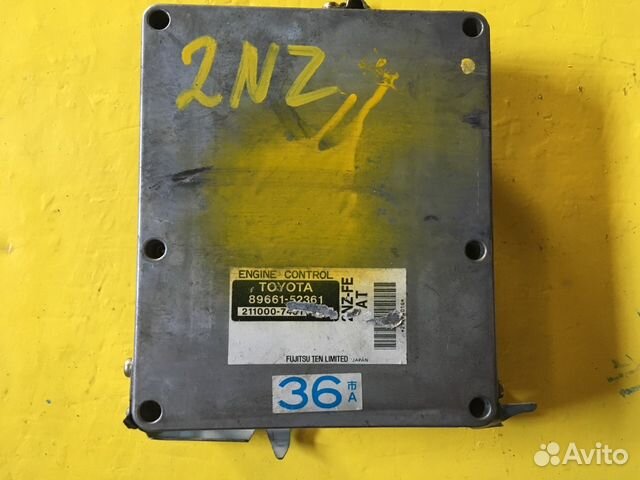 2NZ
ENGINE CONTROL
TOYOTA
89661-52361
2NZ-FE
AT
FUJITSU TEN LIMITED JAPAN
36 市 A
Avito